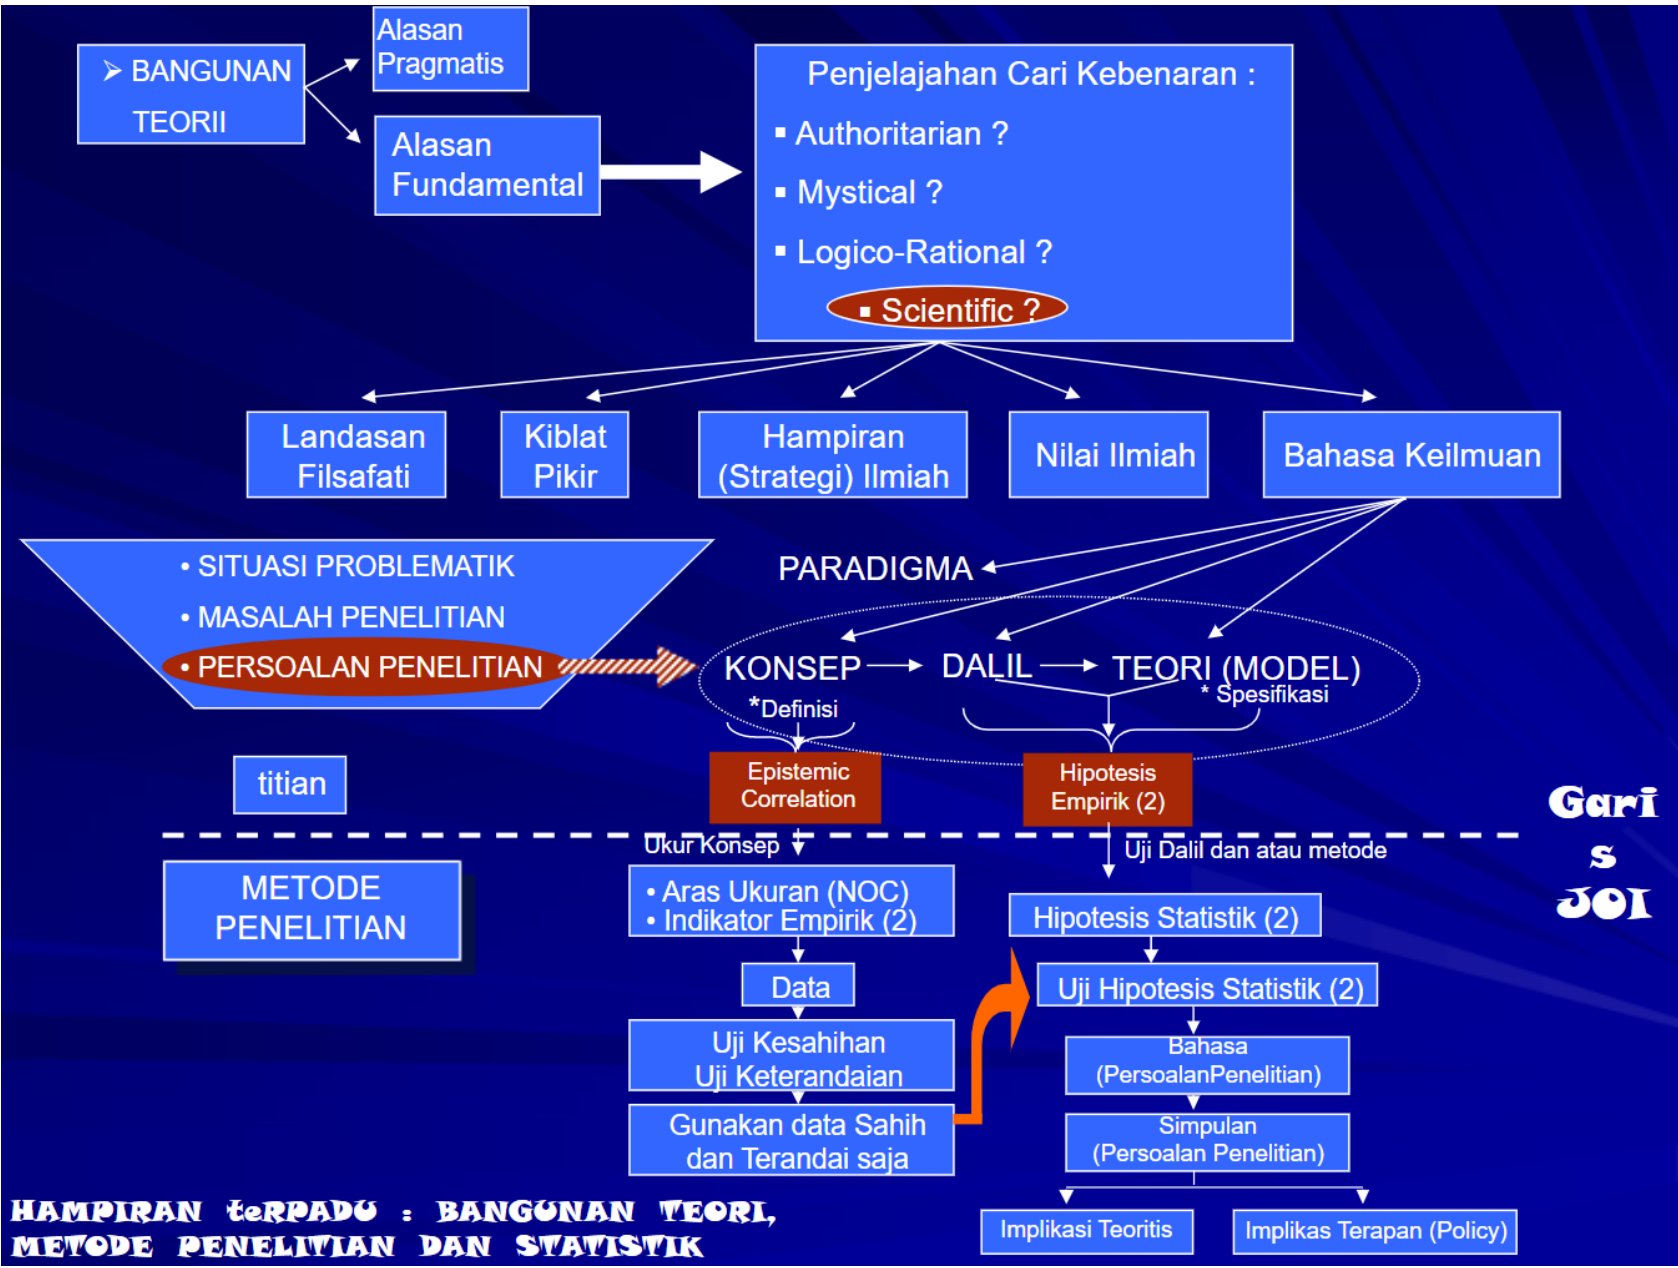 ➢ BANGUNAN
TEORII
Alasan
Pragmatis
Alasan
Fundamental
Penjelajahan Cari Kebenaran :
▪ Authoritarian ?
▪ Mystical ?
▪ Logico-Rational ?
▪ Scientific ?
Landasan
Filsafati
Kiblat
Pikir
Hampiran
(Strategi) Ilmiah
Nilai Ilmiah
Bahasa Keilmuan
• SITUASI PROBLEMATIK
• MASALAH PENELITIAN
• PERSOALAN PENELITIAN
PARADIGMA
KONSEP
*Definisi
DALIL
TEORI (MODEL)
* Spesifikasi
titian
Epistemic
Correlation
Hipotesis
Empirik (2)
Gari
s
JOI
Ukur Konsep
Uji Dalil dan atau metode
METODE
PENELITIAN
• Aras Ukuran (NOC)
• Indikator Empirik (2)
Data
Uji Kesahihan
Uji Keterandaian
Gunakan data Sahih
dan Terandai saja
Hipotesis Statistik (2)
Uji Hipotesis Statistik (2)
Bahasa
(PersoalanPenelitian)
Simpulan
(Persoalan Penelitian)
Implikasi Teoritis
Implikas Terapan (Policy)
HAMPIRAN teRPADU : BANGUNAN TEORI,
METODE PENELITIAN DAN STATISTIK